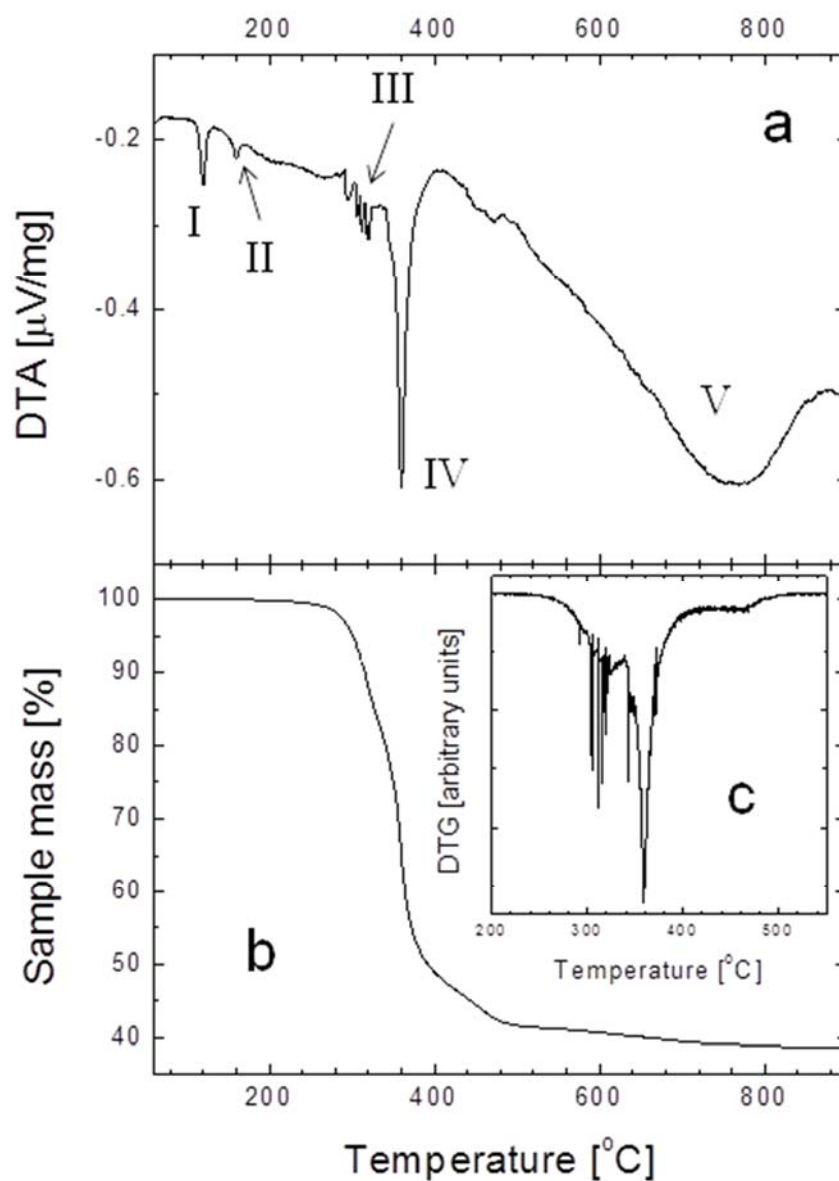 200 400 600 800
III
a
-0.2
I
II
DTA [μV/mg]
-0.4
V
IV
-0.6
100
90
Sample mass [%]
80
70
60
50
40
b
DTG [arbitrary units]
c
200 300 400 500
Temperature [°C]
200 400 600 800
Temperature [°C]